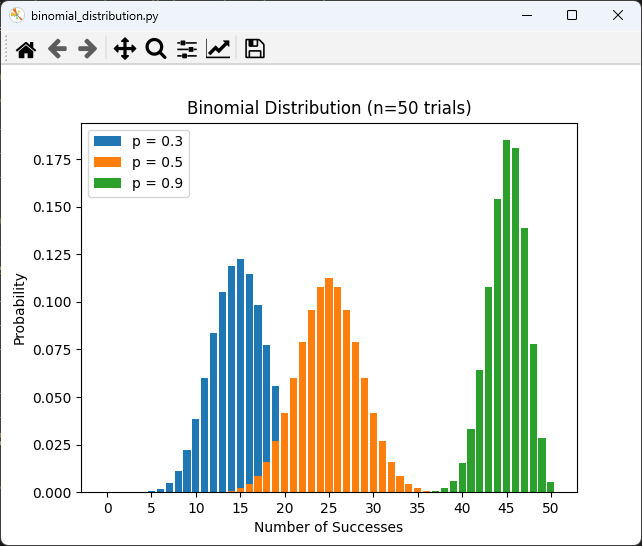 binomial_distribution.py
Binomial Distribution (n=50 trials)
p = 0.3
p = 0.5
p = 0.9
Probability
0.175
0.150
0.125
0.100
0.075
0.050
0.025
0.000
0 5 10 15 20 25 30 35 40 45 50
Number of Successes